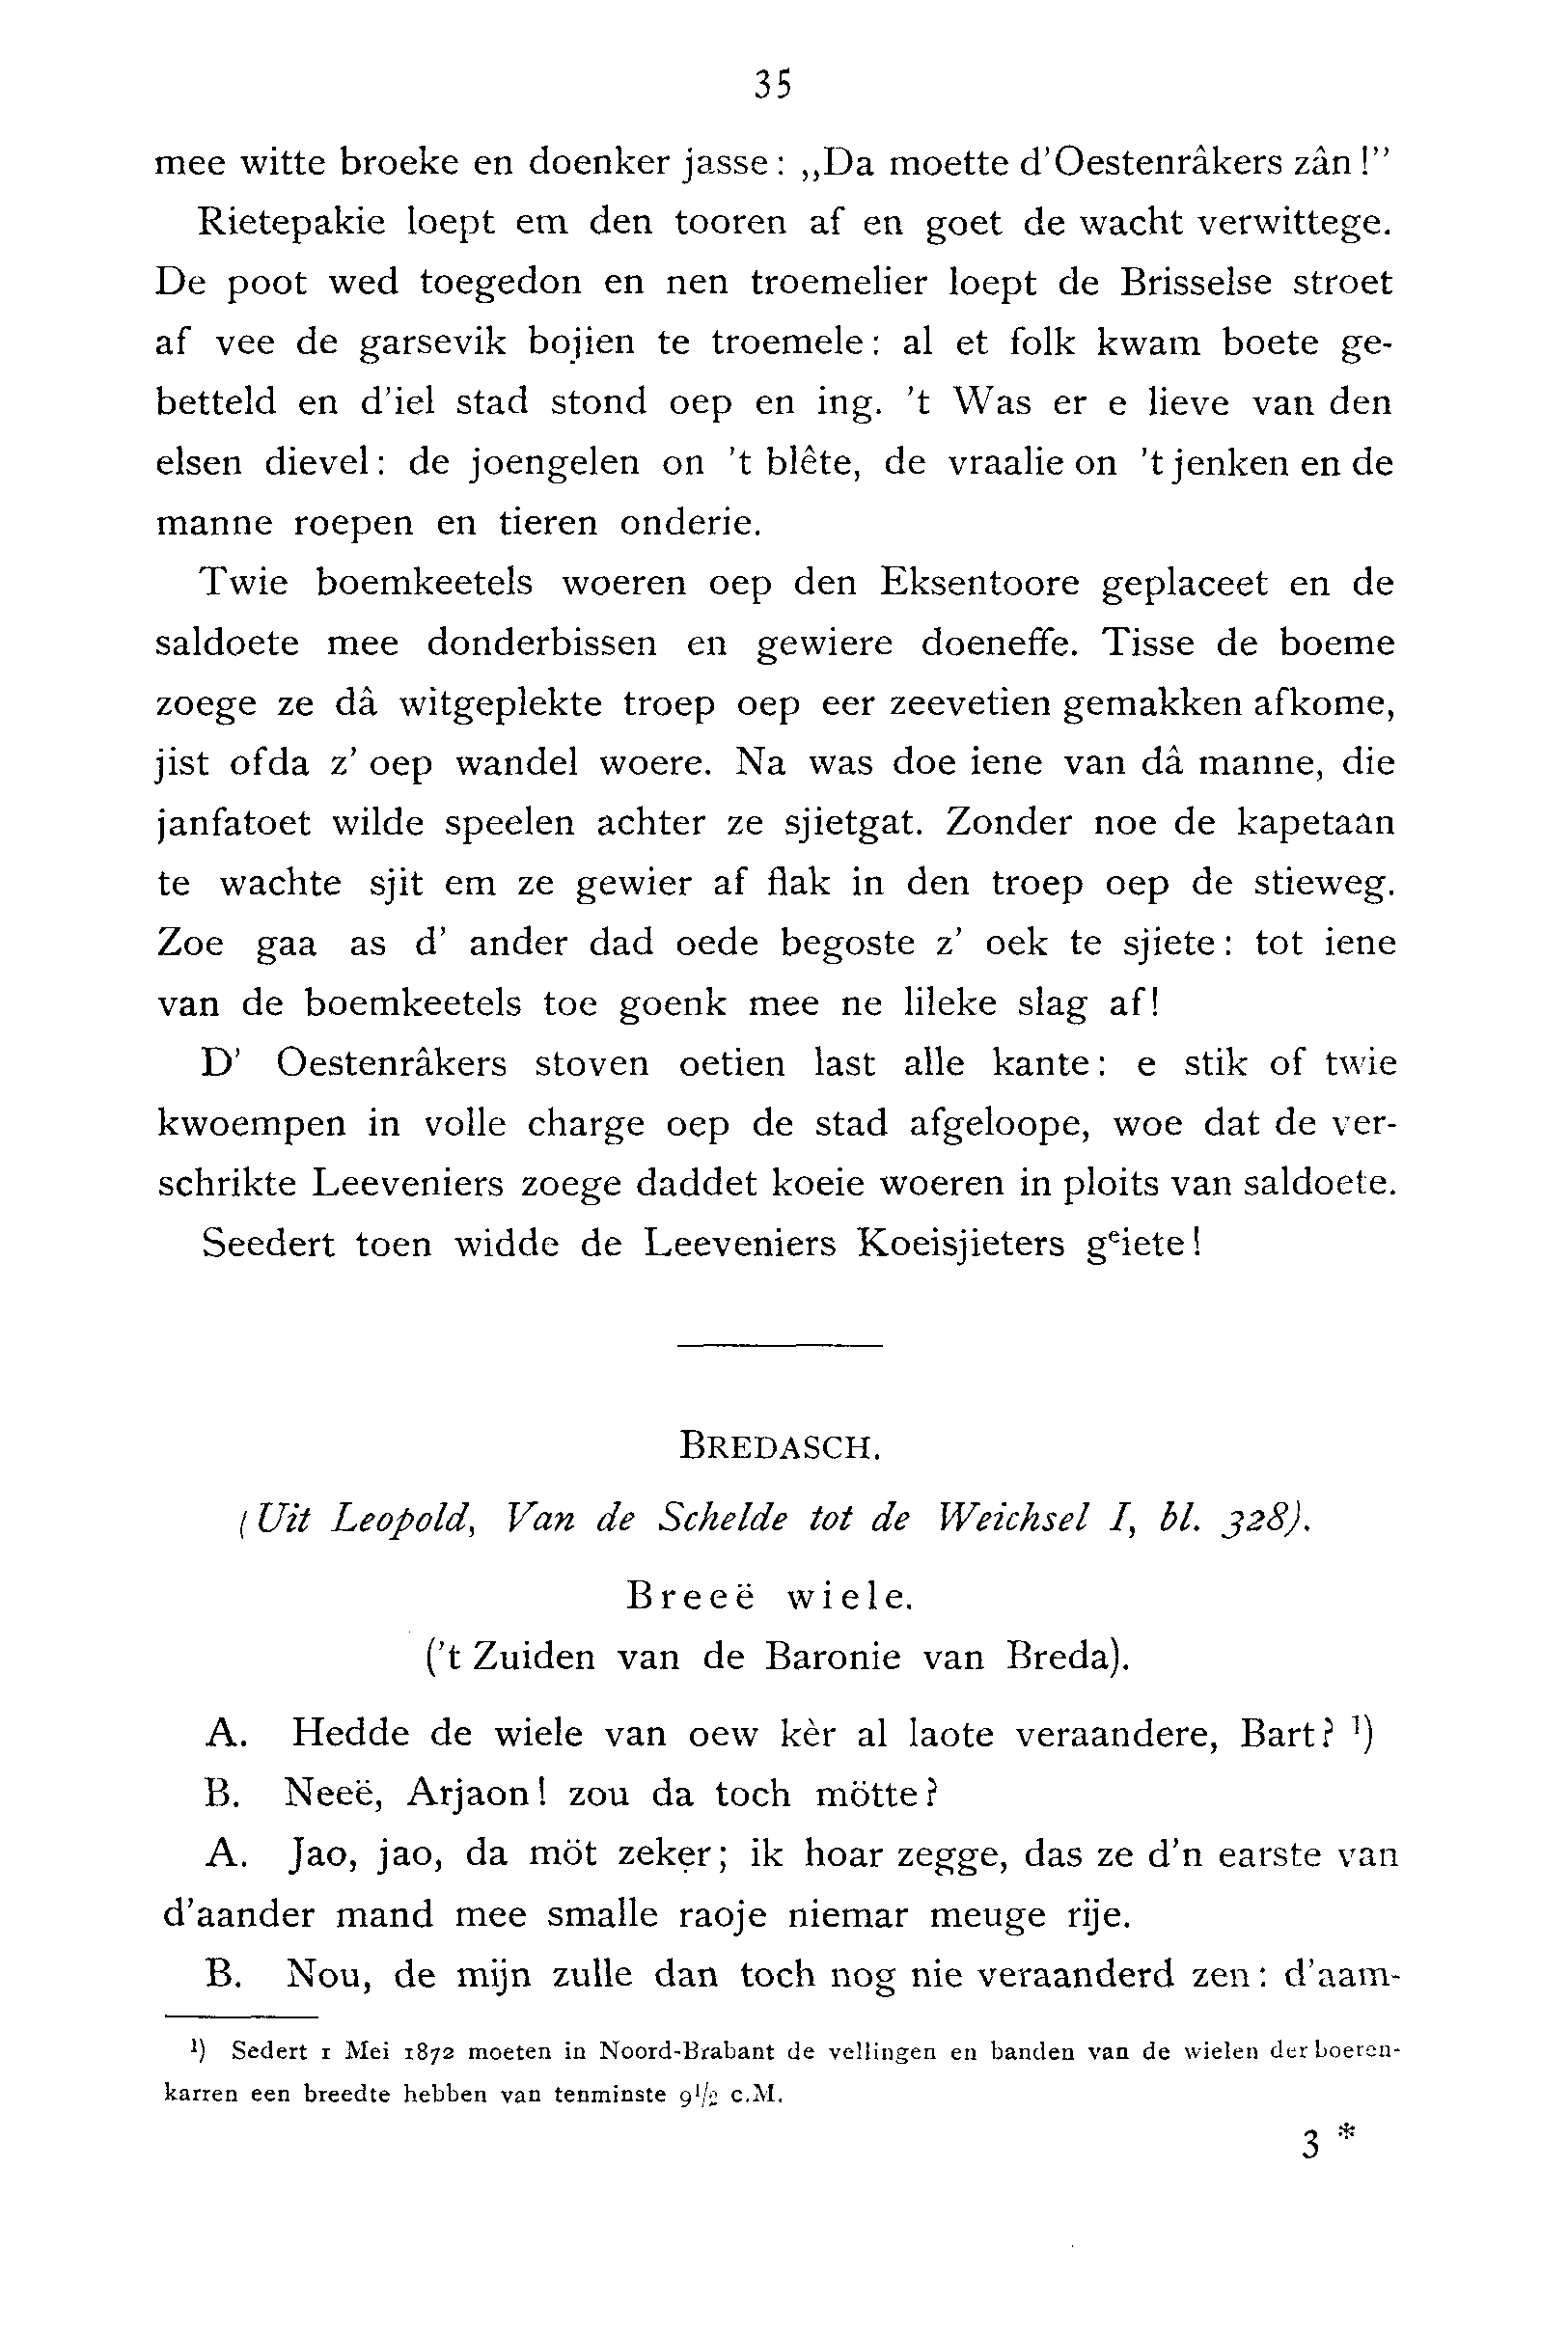 35
mee witte broeke en doenker jasse: „Da moette d'Oestenrâkers zân!”
Rietepakie loept em den tooren af en goet de wacht verwittege.
De poot wed toegedon en nen troemelier loept de Brisselse stroet
af vee de garsevik bojien te troemele: al et folk kwam boete ge-
betteld en d'iel stad stond oep en ing. 't Was er e lieve van den
elsen dievel: de joengelen on 't blête, de vraalie on 't jenken en de
manne roepen en tieren onderie.
Twie boemkeetels woeren oep den Eksentoore geplaceet en de
saldoete mee donderbissen en gewiere doeneffe. Tisse de boeme
zoege ze dâ witgeplekte troep oep eer zeevetien gemakken afkome,
jist ofda z' oep wandel woere. Na was doe iene van dâ manne, die
janfatoet wilde speelen achter ze sjietgat. Zonder noe de kapetaan
te wachte sjit em ze gewier af flak in den troep oep de stieweg.
Zoe gaa as d' ander dad oede begoste z' oek te sjiete: tot iene
van de boemkeetels toe goenk mee ne lileke slag af!
D' Oestenrâkers stoven oetien last alle kante: e stik of twie
kwoempen in volle charge oep de stad afgeloope, woe dat de ver-
schrikte Leeveniers zoege daddet koeie woeren in ploits van saldoete.
Seedert toen widde de Leeveniers Koeisjieters gᵉiete!
BREDASCH.
(Uit Leopold, Van de Schelde tot de Weichsel I, bl. 328).
Breeë wiele.
('t Zuiden van de Baronie van Breda).
A. Hedde de wiele van oew kèr al laote veraandere, Bart? ¹)
B. Neeë, Arjaon! zou da toch mötte?
A. Jao, jao, da möt zeker; ik hoar zegge, das ze d'n earste van
d'aander mand mee smalle raoje niemar meuge rije.
B. Nou, de mijn zulle dan toch nog nie veraanderd zen: d'aam-
¹) Sedert 1 Mei 1872 moeten in Noord-Brabant de vellingen en banden van de wielen der boeren-
karren een breedte hebben van tenminste 9½ c.M.
3 *